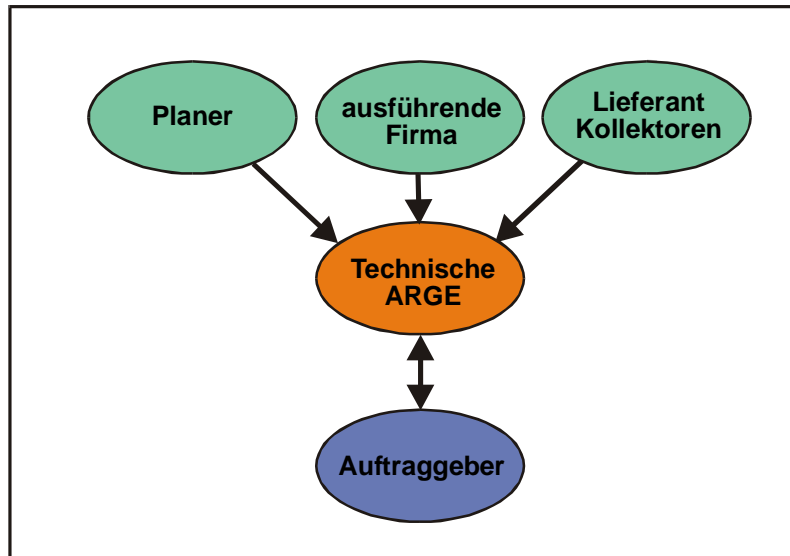 Planer
ausführende
Firma
Lieferant
Kollektoren
Technische
ARGE
Auftraggeber